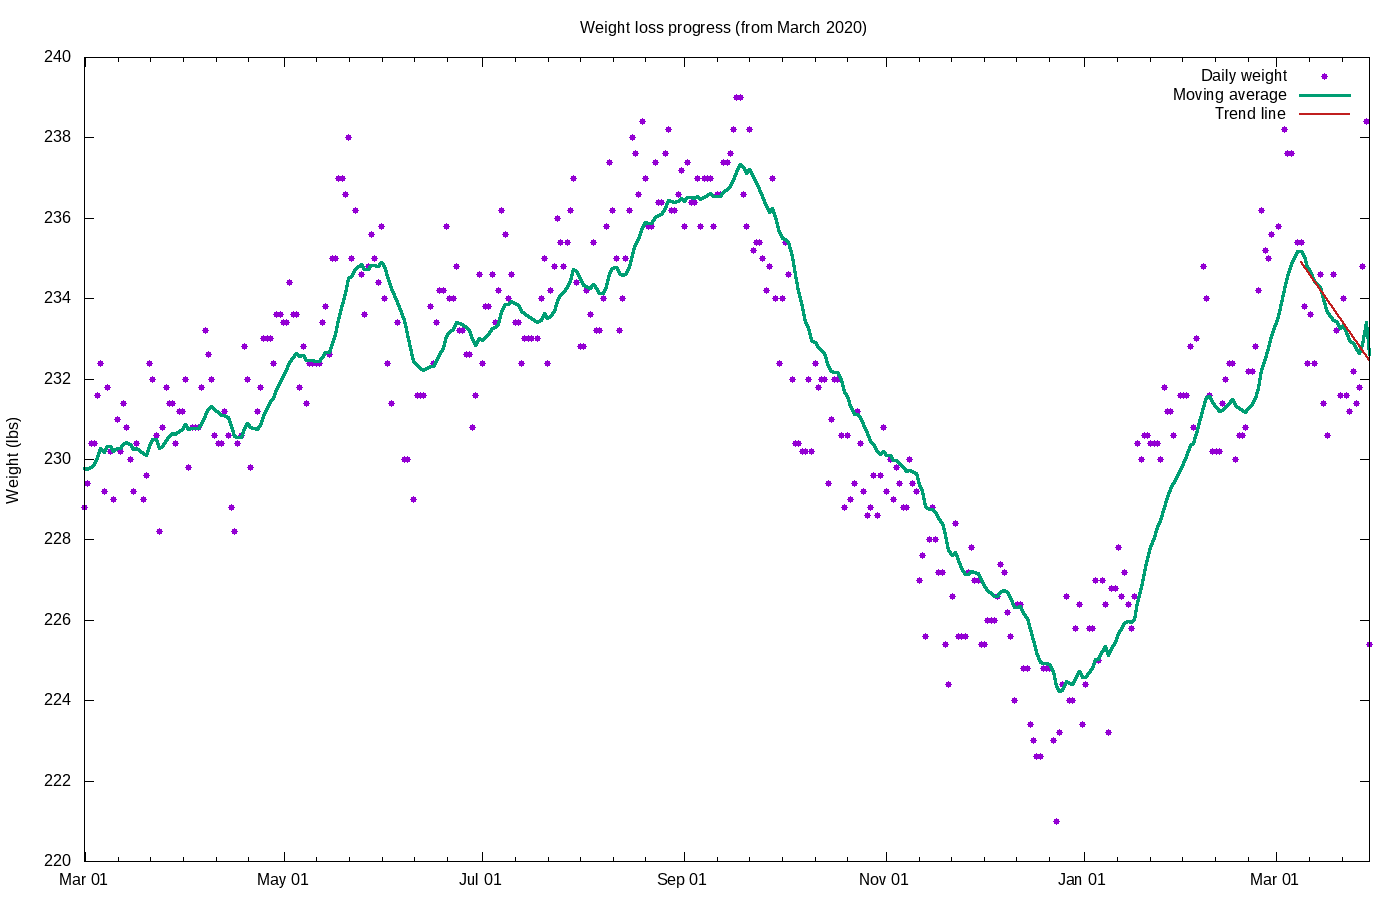 Weight loss progress (from March 2020)
Daily weight
Moving average
Trend line
Weight (lbs)
240
238
236
234
232
230
228
226
224
222
220
Mar 01
May 01
Jul 01
Sep 01
Nov 01
Jan 01
Mar 01